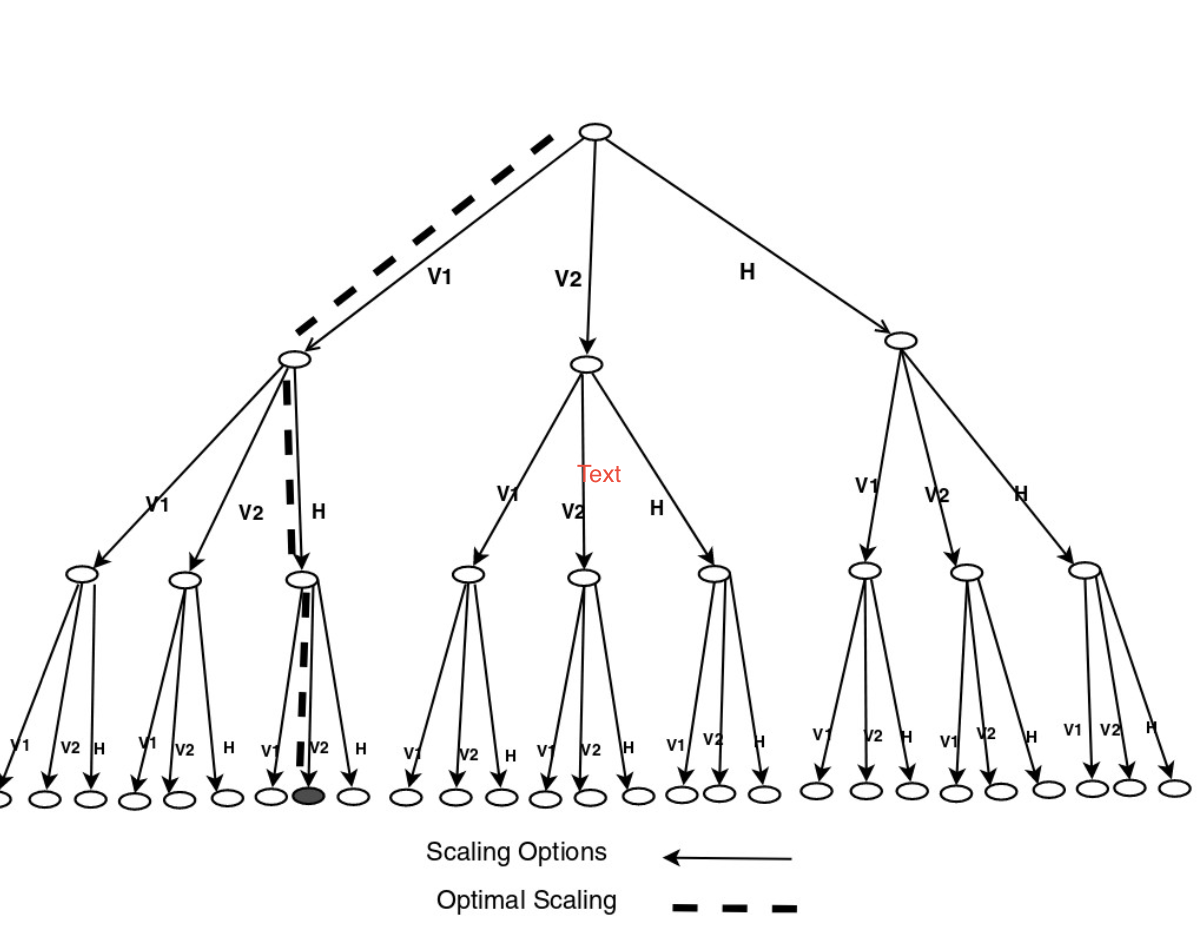 V1 V2 H
Text
V1 V2 H V1 V2 H V1 V2 H
V1 V2 H V1 V2 H V1 V2 H V1 V2 H V1 V2 H V1 V2 H V1 V2 H V1 V2 H V1 V2 H
Scaling Options
Optimal Scaling